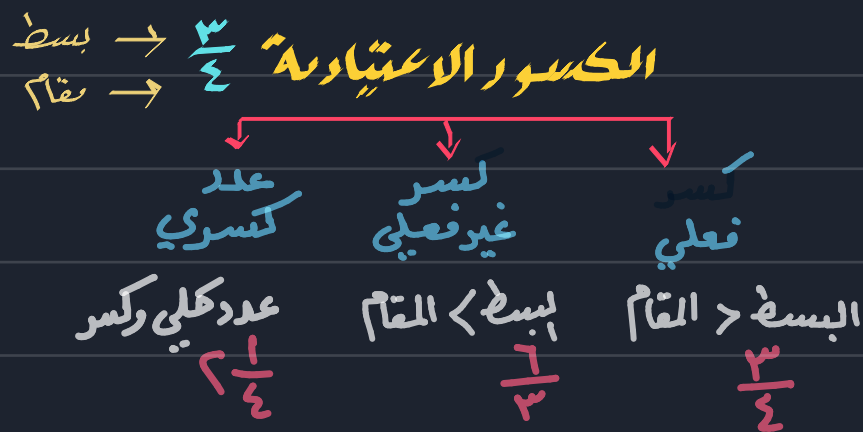 الكسور الاعتيادية
٣/٤
بسط ←
مقام ←
كسر
فعلي
البسط < المقام
٣/٤
كسر
غير فعلي
البسط > المقام
٦/٣
عدد
كسري
عدد كلي وكسر
٢ ١/٤